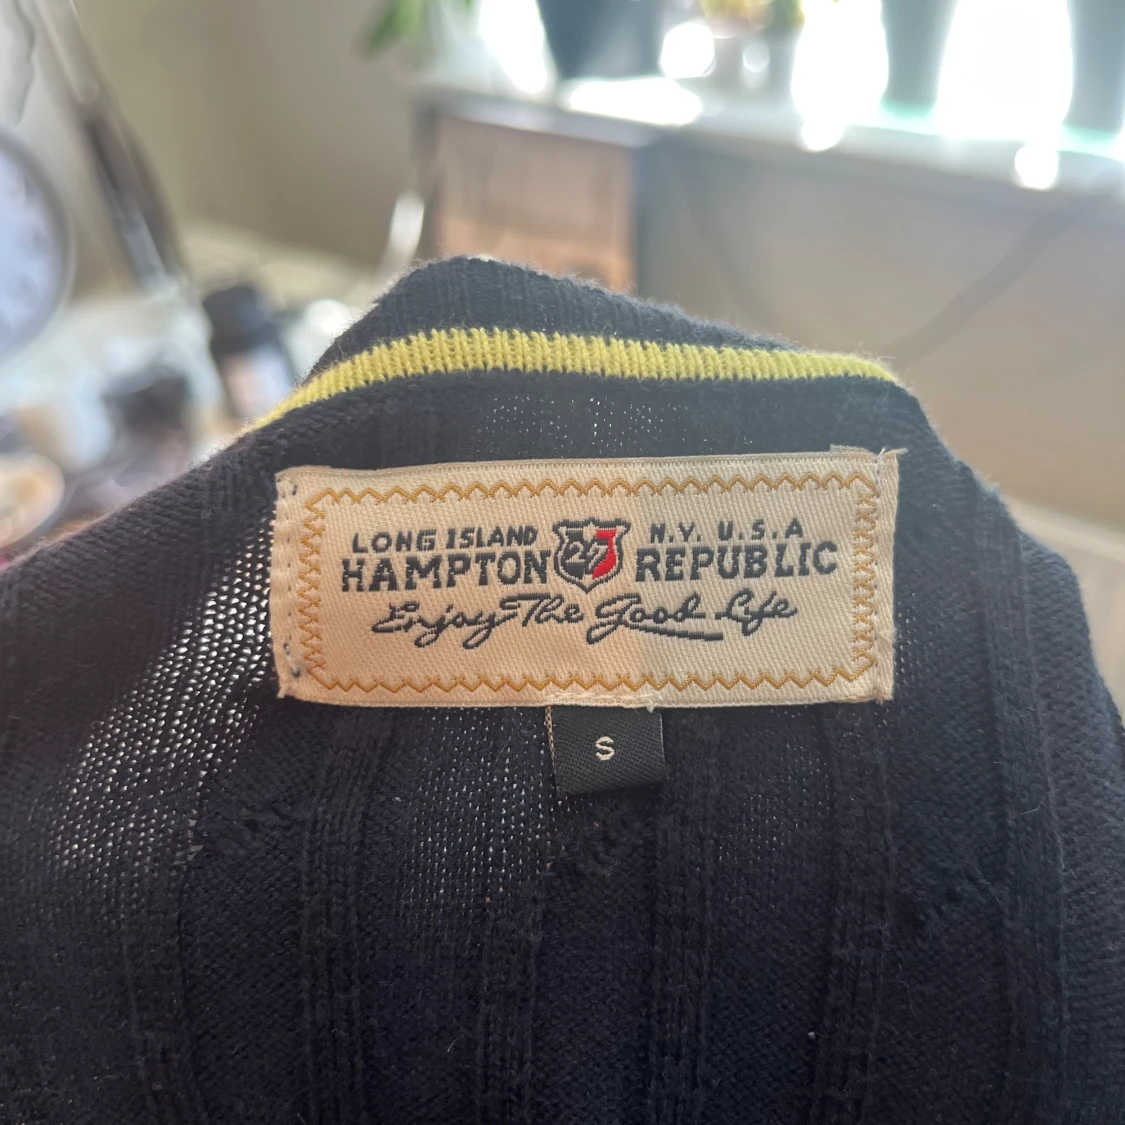 LONG ISLAND N.Y. U.S.A
HAMPTON 27 REPUBLIC
Enjoy The Good Life
S